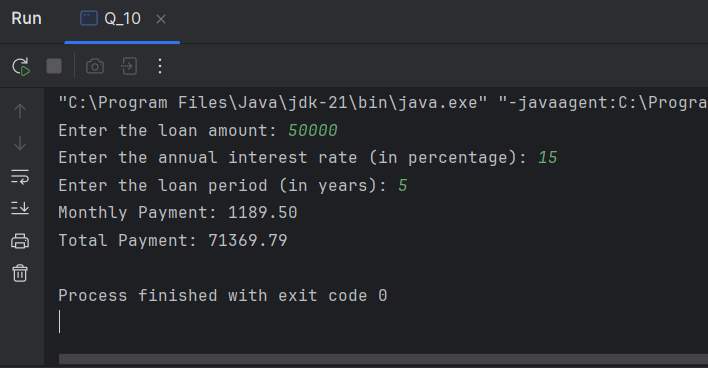 Run
Q_10
"C:\Program Files\Java\jdk-21\bin\java.exe" "-javaagent:C:\Progra
Enter the loan amount: 50000
Enter the annual interest rate (in percentage): 15
Enter the loan period (in years): 5
Monthly Payment: 1189.50
Total Payment: 71369.79
Process finished with exit code 0